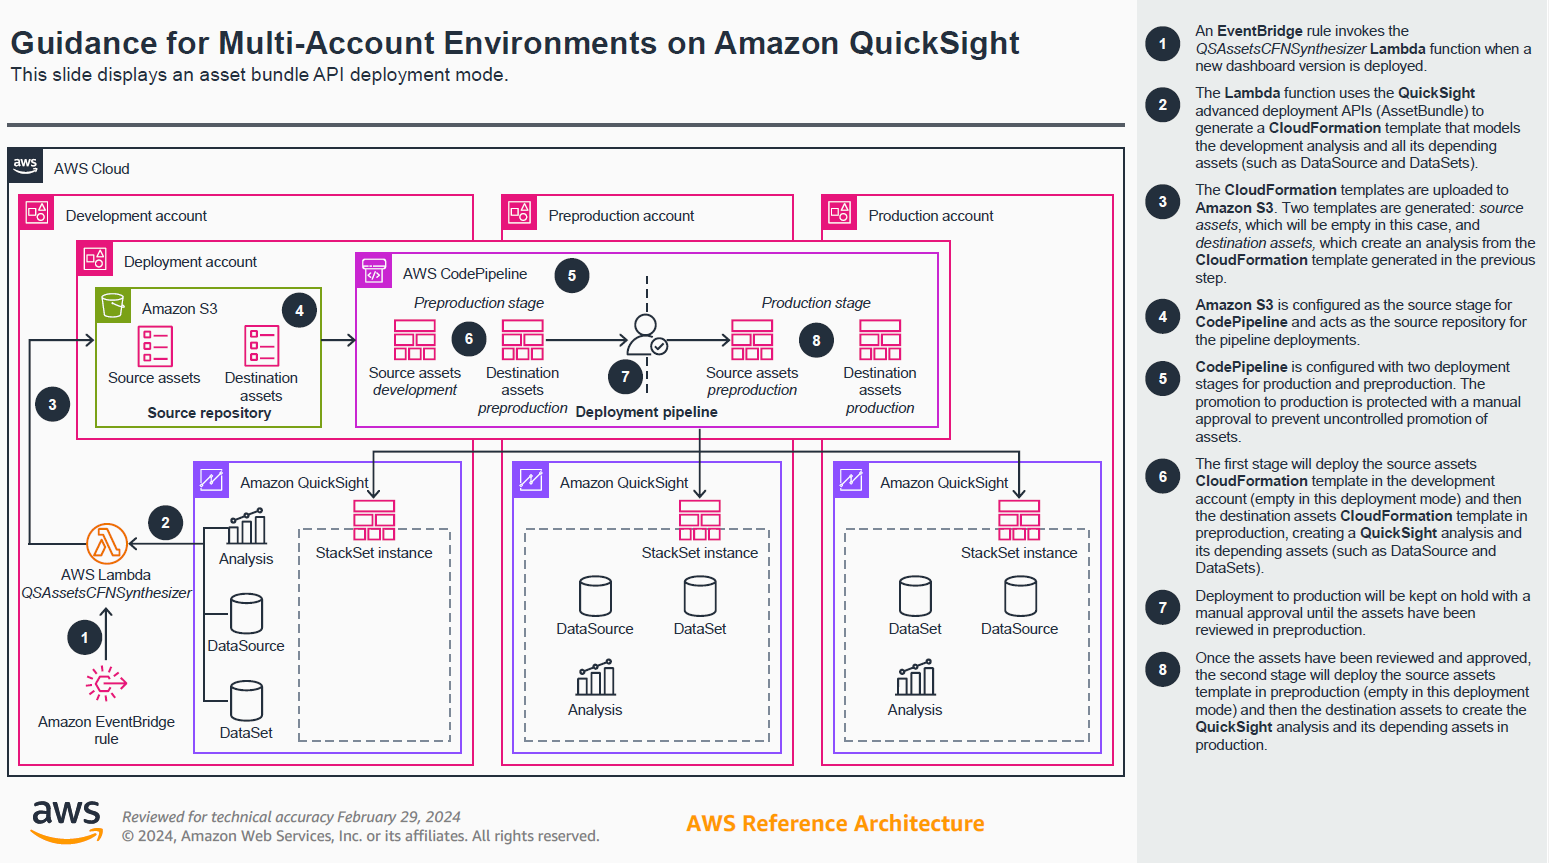 Guidance for Multi-Account Environments on Amazon QuickSight
This slide displays an asset bundle API deployment mode.
aws
AWS Cloud
Development account
Preproduction account
Production account
Deployment account
AWS CodePipeline
5
Amazon S3
4
Preproduction stage
Production stage
6
8
7
Source assets
Destination
assets
Source repository
Source assets
development
Destination
assets
preproduction
Deployment pipeline
Source assets
preproduction
Destination
assets
production
3
Amazon QuickSight
Amazon QuickSight
Amazon QuickSight
2
Analysis
StackSet instance
StackSet instance
StackSet instance
AWS Lambda
QSAssetsCFNSynthesizer
1
DataSource
DataSet
Amazon EventBridge
rule
DataSource
DataSet
Analysis
DataSet
DataSource
Analysis
aws
Reviewed for technical accuracy February 29, 2024
© 2024, Amazon Web Services, Inc. or its affiliates. All rights reserved.
AWS Reference Architecture
1
An EventBridge rule invokes the
QSAssetsCFNSynthesizer Lambda function when a
new dashboard version is deployed.
2
The Lambda function uses the QuickSight
advanced deployment APIs (AssetBundle) to
generate a CloudFormation template that models
the development analysis and all its depending
assets (such as DataSource and DataSets).
3
The CloudFormation templates are uploaded to
Amazon S3. Two templates are generated: source
assets, which will be empty in this case, and
destination assets, which create an analysis from the
CloudFormation template generated in the previous
step.
4
Amazon S3 is configured as the source stage for
CodePipeline and acts as the source repository for
the pipeline deployments.
5
CodePipeline is configured with two deployment
stages for production and preproduction. The
promotion to production is protected with a manual
approval to prevent uncontrolled promotion of
assets.
6
The first stage will deploy the source assets
CloudFormation template in the development
account (empty in this deployment mode) and then
the destination assets CloudFormation template in
preproduction, creating a QuickSight analysis and
its depending assets (such as DataSource and
DataSets).
7
Deployment to production will be kept on hold with a
manual approval until the assets have been
reviewed in preproduction.
8
Once the assets have been reviewed and approved,
the second stage will deploy the source assets
template in preproduction (empty in this deployment
mode) and then the destination assets to create the
QuickSight analysis and its depending assets in
production.